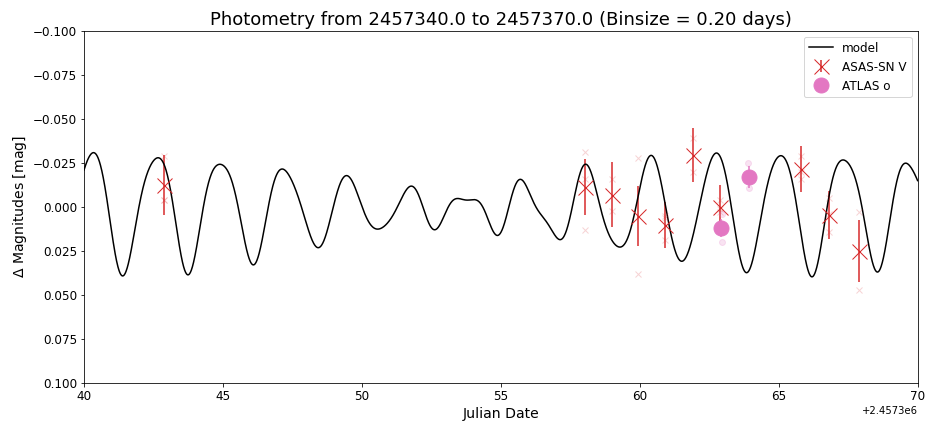 Photometry from 2457340.0 to 2457370.0 (Binsize = 0.20 days)
model
ASAS-SN V
ATLAS o
Δ Magnitudes [mag]
−0.100
−0.075
−0.050
−0.025
0.000
0.025
0.050
0.075
0.100
40
45
50
55
60
65
70
Julian Date
+2.4573e6